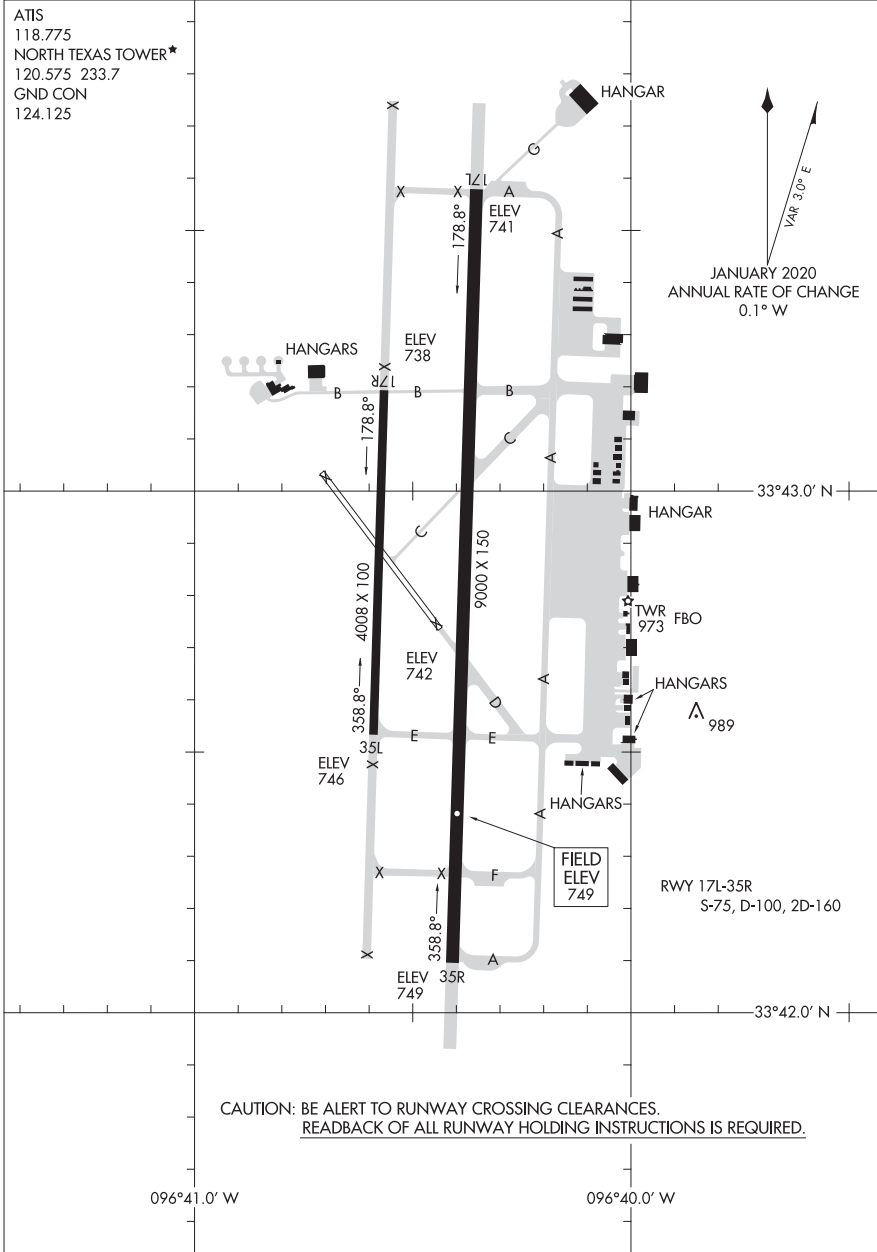 ATIS
118.775
NORTH TEXAS TOWER★
120.575 233.7
GND CON
124.125
HANGAR
G
VAR 3.0° E
JANUARY 2020
ANNUAL RATE OF CHANGE
0.1° W
X
X X A
17L
ELEV
741
178.8°
A
ELEV
738
HANGARS
X
17R
B B B
178.8°
C
A
X
33°43.0' N
HANGAR
C
9000 X 150
4008 X 100
TWR
973
FBO
X
ELEV
742
A
HANGARS
989
D
358.8°
E E
35L
ELEV
746
X
HANGARS
A
FIELD
ELEV
749
X X F
RWY 17L-35R
S-75, D-100, 2D-160
358.8°
X
A
ELEV
749
35R
33°42.0' N
CAUTION: BE ALERT TO RUNWAY CROSSING CLEARANCES.
READBACK OF ALL RUNWAY HOLDING INSTRUCTIONS IS REQUIRED.
096°41.0' W
096°40.0' W